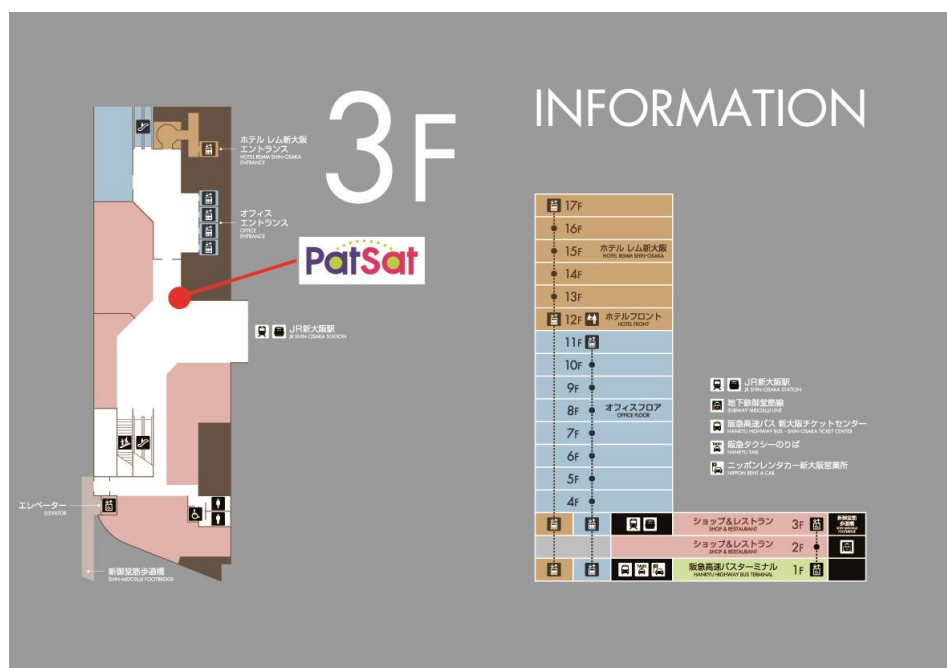 3F
INFORMATION
ホテル レム新大阪
エントランス
HOTEL REMM SHIN-OSAKA
ENTRANCE
オフィス
エントランス
OFFICE
ENTRANCE
PatSat
JR新大阪駅
JR SHIN-OSAKA STATION
エレベーター
ELEVATOR
新御堂筋歩道橋
SHIN-MIDOSUJI FOOTBRIDGE
17F
16F
15F ホテル レム新大阪
HOTEL REMM SHIN-OSAKA
14F
13F
12F ホテルフロント
HOTEL FRONT
11F
10F
9F
8F オフィスフロア
OFFICE FLOOR
7F
6F
5F
4F
ショップ&レストラン 3F
SHOP & RESTAURANT
新御堂筋
歩道橋
ショップ&レストラン 2F
SHOP & RESTAURANT
阪急高速バスターミナル 1F
HANKYU HIGHWAY BUS TERMINAL
JR新大阪駅
JR SHIN-OSAKA STATION
地下鉄御堂筋線
SUBWAY MIDOSUJI LINE
阪急高速バス 新大阪チケットセンター
HANKYU HIGHWAY BUS・SHIN-OSAKA TICKET CENTER
TAXI 阪急タクシーのりば
HANKYU TAXI
ニッポンレンタカー新大阪営業所
NIPPON RENT A CAR